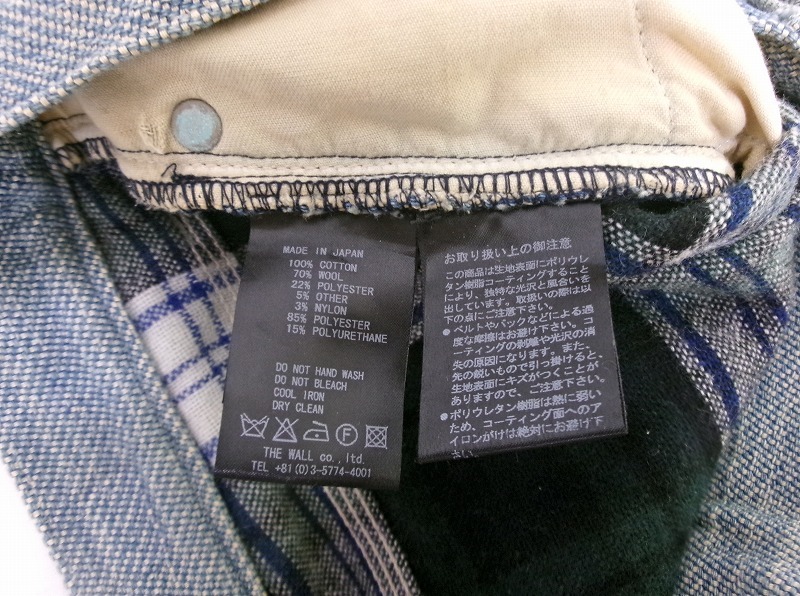 MADE IN JAPAN
100% COTTON
70% WOOL
22% POLYESTER
5% OTHER
3% NYLON
85% POLYESTER
15% POLYURETHANE
DO NOT HAND WASH
DO NOT BLEACH
COOL IRON
DRY CLEAN
F
THE WALL co., ltd.
TEL +81(0)3-5774-4001
お取り扱い上の御注意
この商品は生地表面にポリウレ
タン樹脂コーティングすること
により、独特な光沢と風合いを
出しています。取扱いの際は以
下の点にご注意下さい。
●ベルトやバックなどによる過
度な摩擦はお避け下さい。コ
ーティングの剥離や光沢の消
失の原因になります。また、
先の鋭いもので引っ掛けると、
生地表面にキズがつくことが
ありますので、ご注意下さい。
●ポリウレタン樹脂は熱に弱い
ため、コーティング面へのア
イロンがけは絶対にお避け下
さい。